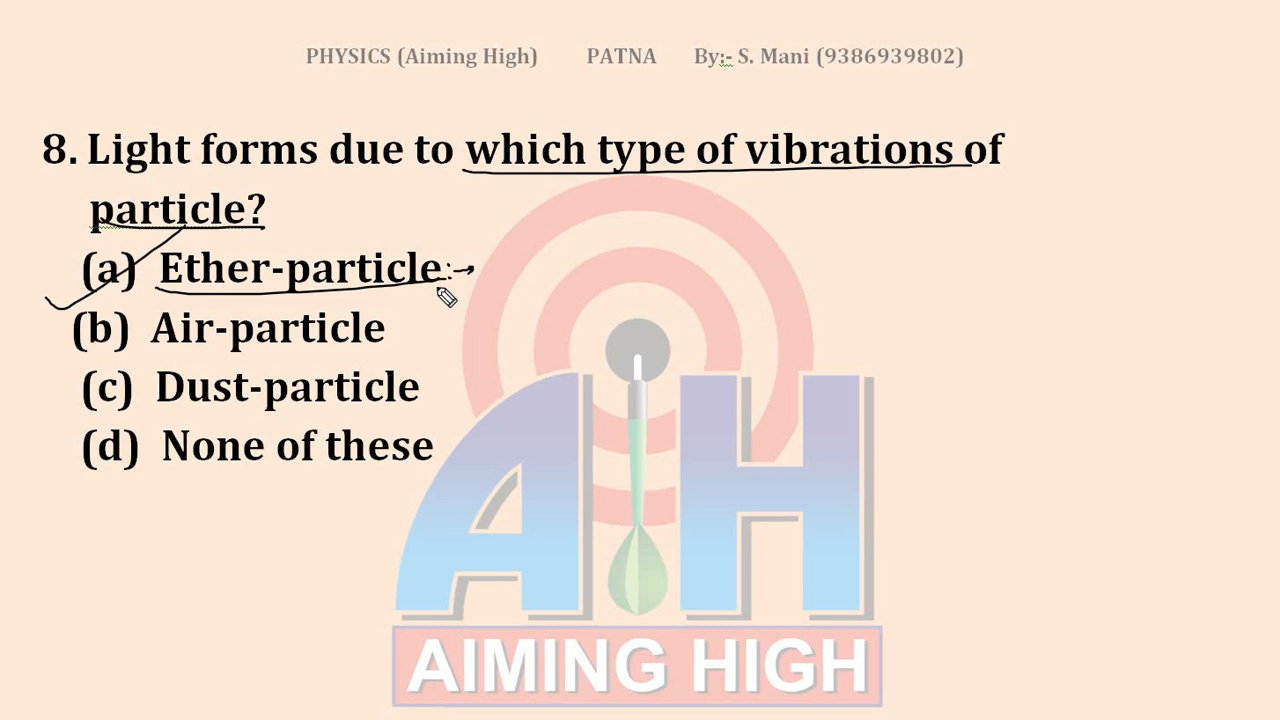 PHYSICS (Aiming High) PATNA By:- S. Mani (9386939802)
8. Light forms due to which type of vibrations of
particle?
(a) Ether-particle
(b) Air-particle
(c) Dust-particle
(d) None of these
AH
AIMING HIGH